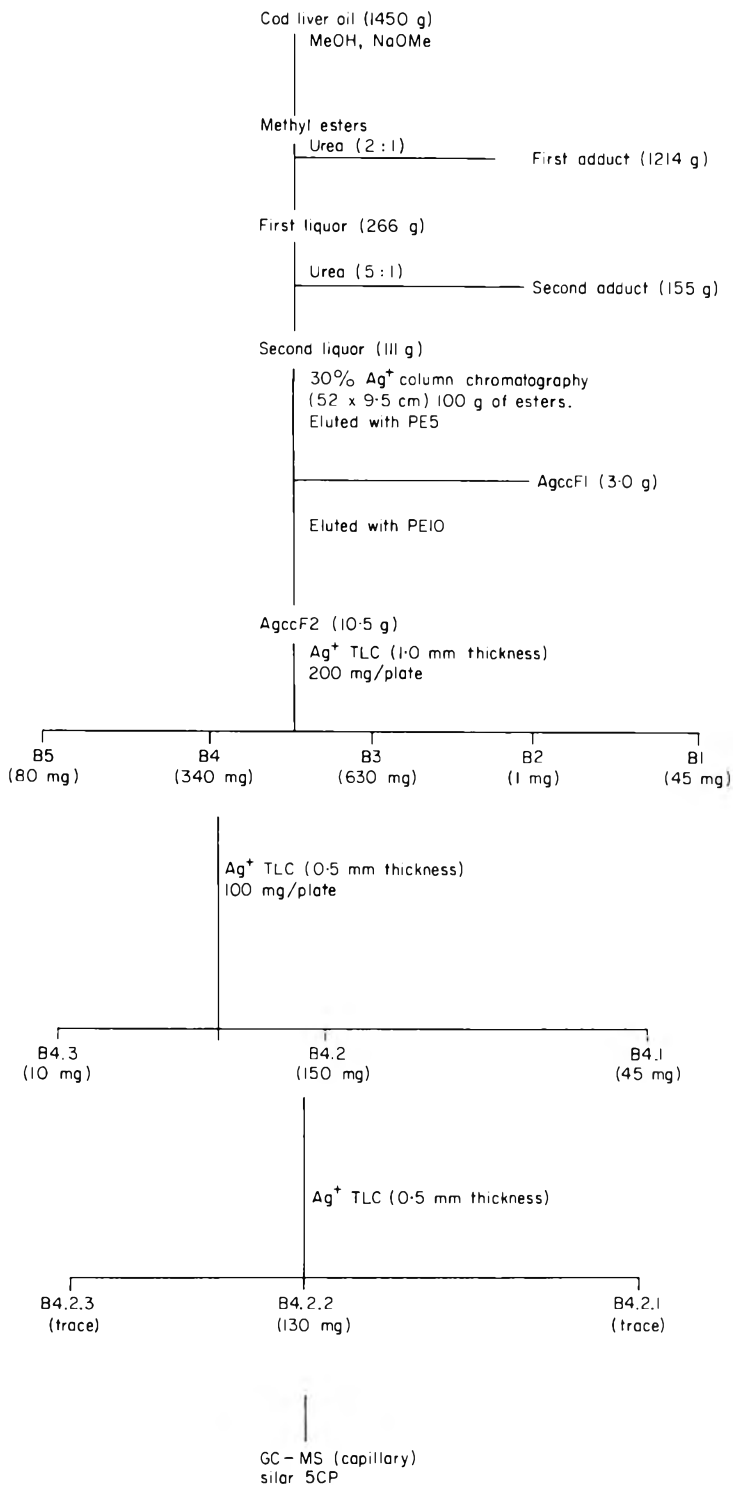 Cod liver oil (1450 g)
MeOH, NaOMe
Methyl esters
Urea (2 : 1)
First adduct (1214 g)
First liquor (266 g)
Urea (5 : 1)
Second adduct (155 g)
Second liquor (111 g)
30% Ag⁺ column chromatography
(52 x 9·5 cm) 100 g of esters.
Eluted with PE5
AgccF1 (3·0 g)
Eluted with PE10
AgccF2 (10·5 g)
Ag⁺ TLC (1·0 mm thickness)
200 mg/plate
B5 B4 B3 B2 B1
(80 mg) (340 mg) (630 mg) (1 mg) (45 mg)
Ag⁺ TLC (0·5 mm thickness)
100 mg/plate
B4.3 B4.2 B4.1
(10 mg) (150 mg) (45 mg)
Ag⁺ TLC (0·5 mm thickness)
B4.2.3 B4.2.2 B4.2.1
(trace) (130 mg) (trace)
GC – MS (capillary)
silar 5CP